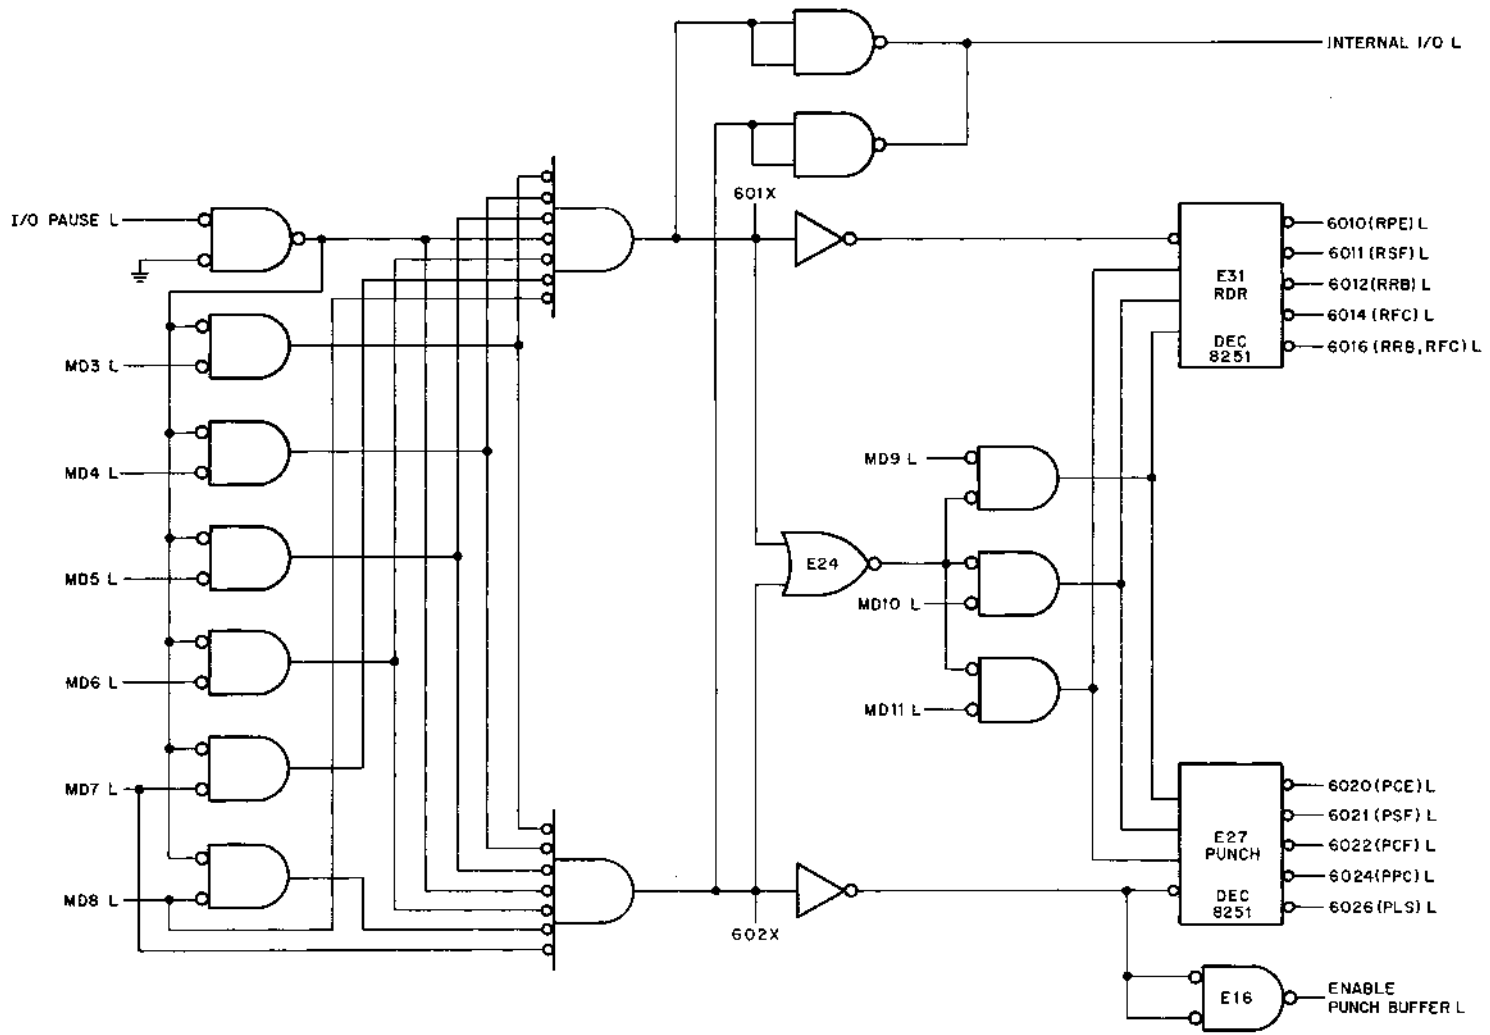 INTERNAL I/O L
601X
I/O PAUSE L
6010(RPE) L
6011(RSF) L
E31
RDR
6012(RRB) L
6014(RFC) L
DEC
8251
6016(RRB,RFC) L
MD3 L
MD4 L
MD9 L
MD5 L
E24
MD10 L
MD6 L
MD11 L
MD7 L
6020(PCE) L
6021(PSF) L
E27
PUNCH
6022(PCF) L
6024(PPC) L
MD8 L
DEC
8251
6026(PLS) L
602X
E16
ENABLE
PUNCH BUFFER L